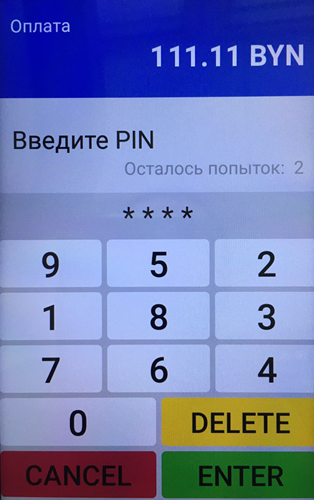 Оплата
111.11 BYN
Введите PIN
Осталось попыток: 2
* * * *
9 5 2
1 8 3
7 6 4
0 DELETE
CANCEL ENTER